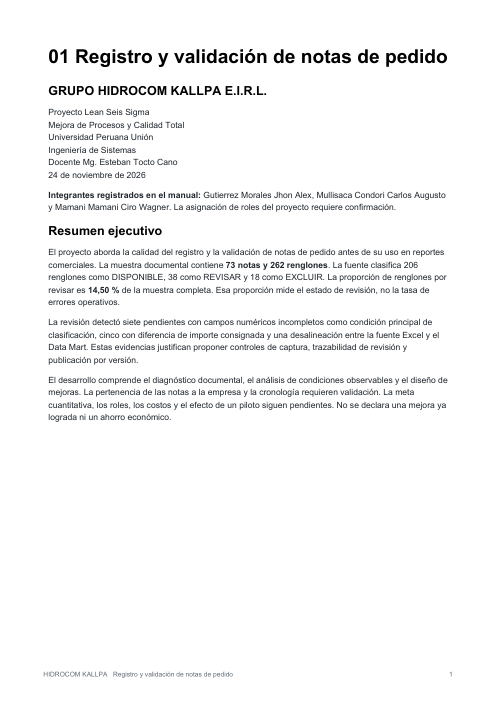 01 Registro y validación de notas de pedido
GRUPO HIDROCOM KALLPA E.I.R.L.
Proyecto Lean Seis Sigma
Mejora de Procesos y Calidad Total
Universidad Peruana Unión
Ingeniería de Sistemas
Docente Mg. Esteban Tocto Cano
24 de noviembre de 2026
Integrantes registrados en el manual: Gutierrez Morales Jhon Alex, Mullisaca Condori Carlos Augusto
y Mamani Mamani Ciro Wagner. La asignación de roles del proyecto requiere confirmación.
Resumen ejecutivo
El proyecto aborda la calidad del registro y la validación de notas de pedido antes de su uso en reportes
comerciales. La muestra documental contiene 73 notas y 262 renglones. La fuente clasifica 206
renglones como DISPONIBLE, 38 como REVISAR y 18 como EXCLUIR. La proporción de renglones por
revisar es 14,50 % de la muestra completa. Esa proporción mide el estado de revisión, no la tasa de
errores operativos.
La revisión detectó siete pendientes con campos numéricos incompletos como condición principal de
clasificación, cinco con diferencia de importe consignada y una desalineación entre la fuente Excel y el
Data Mart. Estas evidencias justifican proponer controles de captura, trazabilidad de revisión y
publicación por versión.
El desarrollo comprende el diagnóstico documental, el análisis de condiciones observables y el diseño de
mejoras. La pertenencia de las notas a la empresa y la cronología requieren validación. La meta
cuantitativa, los roles, los costos y el efecto de un piloto siguen pendientes. No se declara una mejora ya
lograda ni un ahorro económico.
HIDROCOM KALLPA Registro y validación de notas de pedido 1